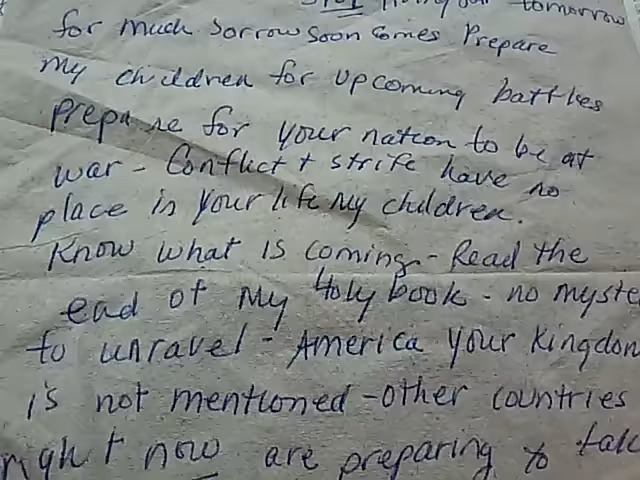 tomorrow
for much sorrow soon comes Prepare
My children for upcoming battles
prepare for your nation to be at
war - Conflict + strife have no
place in your life My children.
Know what is coming - Read the
end of My Holy book - no myste
to unravel - America your Kingdom
is not mentioned - other countries
right now are preparing to take